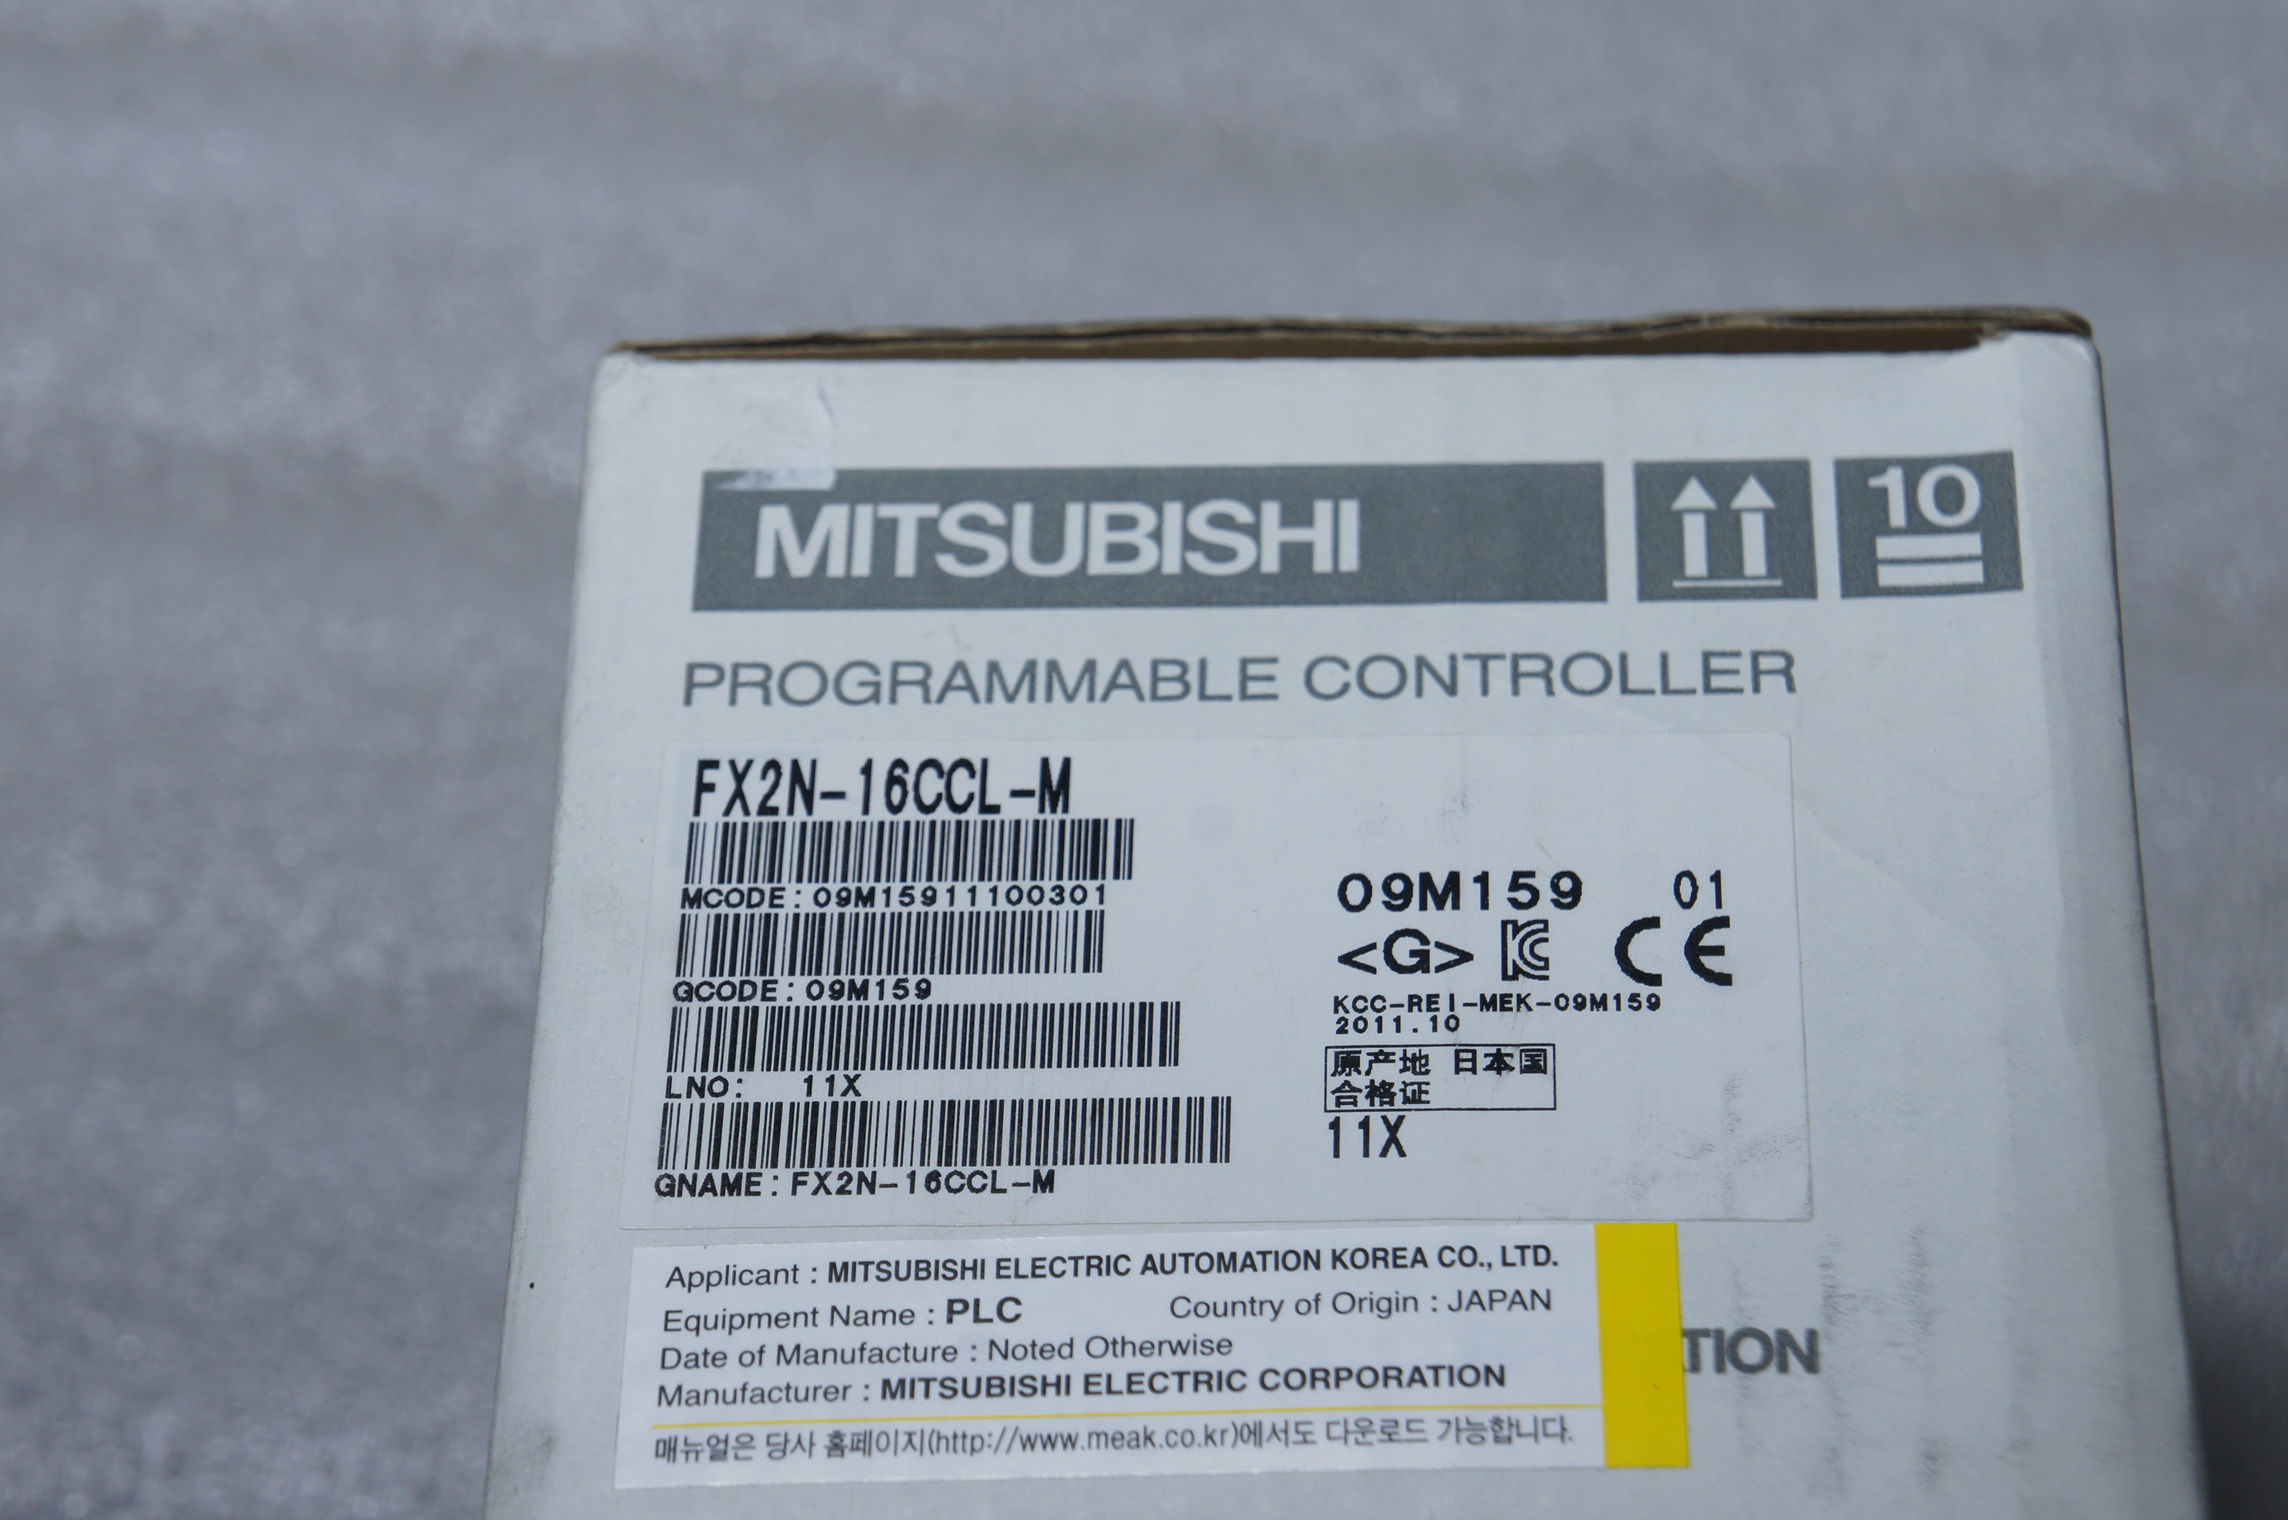 MITSUBISHI
10
PROGRAMMABLE CONTROLLER
FX2N-16CCL-M
MCODE:09M15911100301
GCODE:09M159
LNO: 11X
GNAME:FX2N-16CCL-M
09M159 01
<G> KC CE
KCC-REI-MEK-09M159
2011.10
原产地 日本国
合格证
11X
Applicant : MITSUBISHI ELECTRIC AUTOMATION KOREA CO., LTD.
Equipment Name : PLC Country of Origin : JAPAN
Date of Manufacture : Noted Otherwise
Manufacturer : MITSUBISHI ELECTRIC CORPORATION
TION
매뉴얼은 당사 홈페이지(http://www.meak.co.kr)에서도 다운로드 가능합니다.